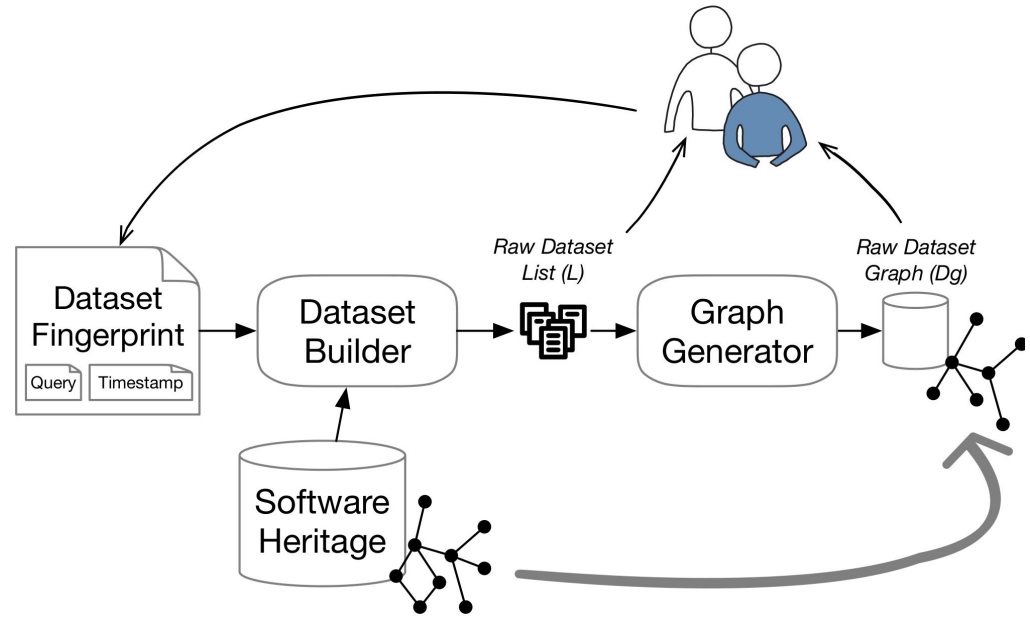 Raw Dataset
List (L)
Raw Dataset
Graph (Dg)
Dataset
Fingerprint
Query
Timestamp
Dataset
Builder
Graph
Generator
Software
Heritage